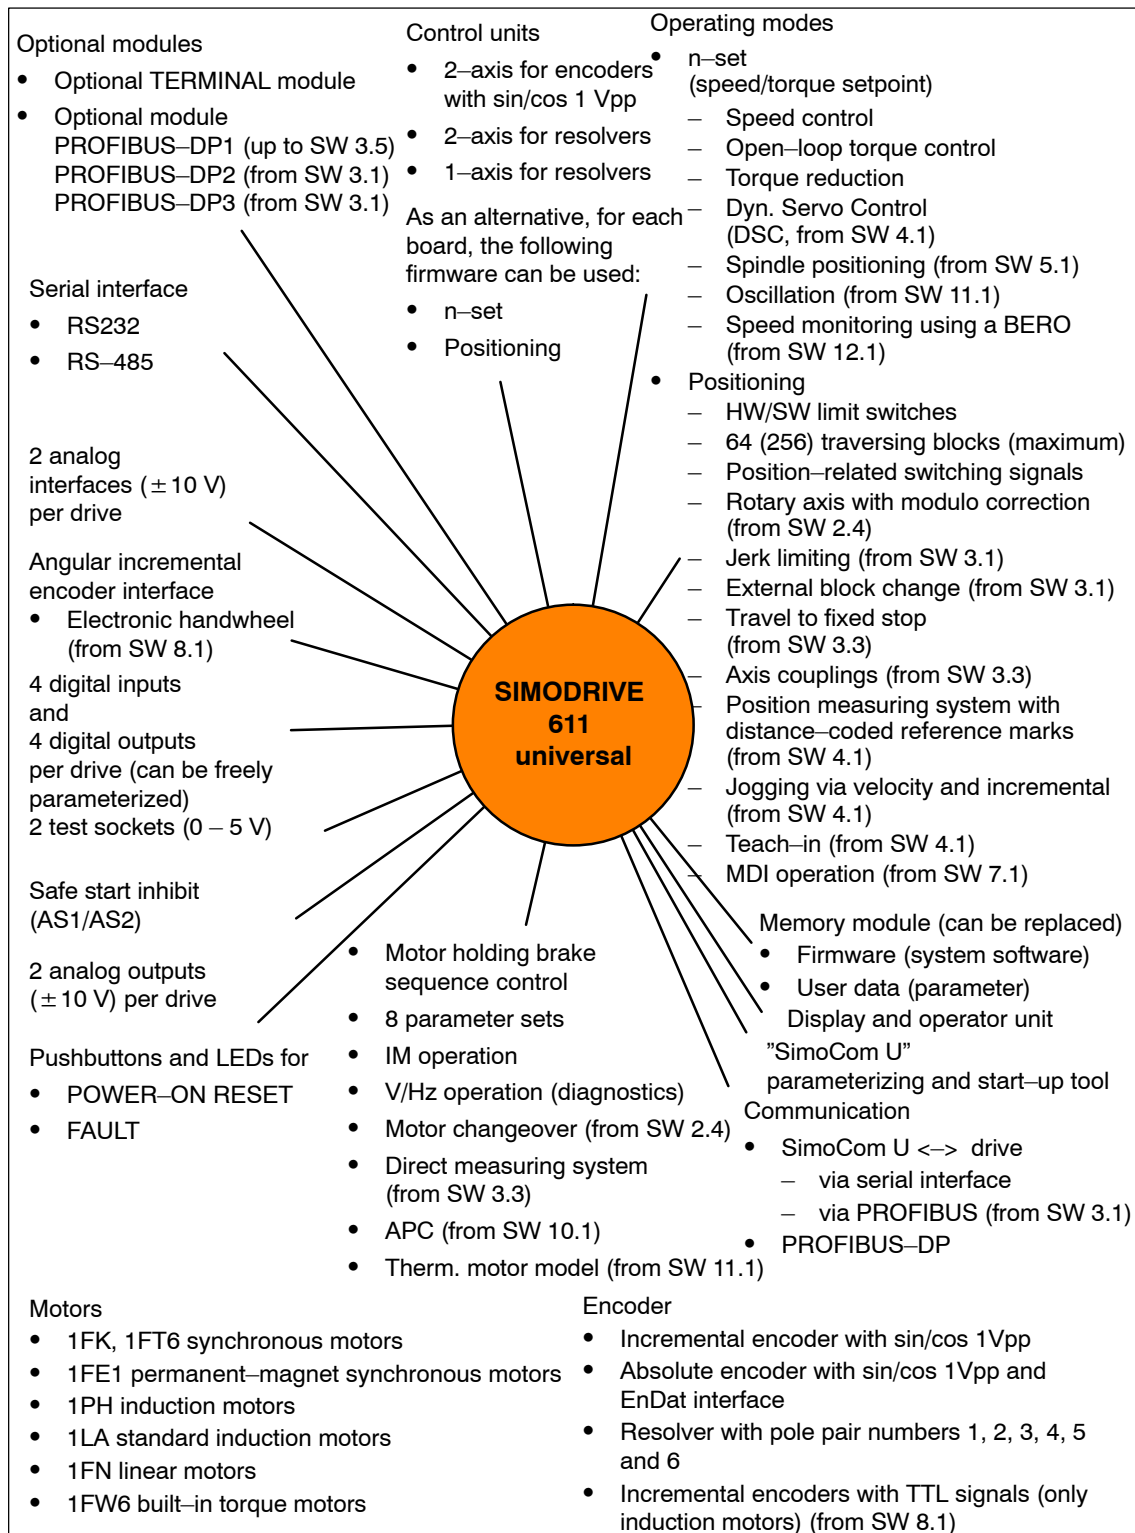 Optional modules
• Optional TERMINAL module
• Optional module
PROFIBUS–DP1 (up to SW 3.5)
PROFIBUS–DP2 (from SW 3.1)
PROFIBUS–DP3 (from SW 3.1)
Serial interface
• RS232
• RS–485
2 analog
interfaces (±10 V)
per drive
Angular incremental
encoder interface
• Electronic handwheel
(from SW 8.1)
4 digital inputs
and
4 digital outputs
per drive (can be freely
parameterized)
2 test sockets (0 – 5 V)
Safe start inhibit
(AS1/AS2)
2 analog outputs
(±10 V) per drive
Pushbuttons and LEDs for
• POWER–ON RESET
• FAULT
Control units
• 2–axis for encoders
with sin/cos 1 Vpp
• 2–axis for resolvers
• 1–axis for resolvers
As an alternative, for each
board, the following
firmware can be used:
• n–set
• Positioning
SIMODRIVE
611
universal
• Motor holding brake
sequence control
• 8 parameter sets
• IM operation
• V/Hz operation (diagnostics)
• Motor changeover (from SW 2.4)
• Direct measuring system
(from SW 3.3)
• APC (from SW 10.1)
• Therm. motor model (from SW 11.1)
Operating modes
• n–set
(speed/torque setpoint)
– Speed control
– Open–loop torque control
– Torque reduction
– Dyn. Servo Control
(DSC, from SW 4.1)
– Spindle positioning (from SW 5.1)
– Oscillation (from SW 11.1)
– Speed monitoring using a BERO
(from SW 12.1)
• Positioning
– HW/SW limit switches
– 64 (256) traversing blocks (maximum)
– Position–related switching signals
– Rotary axis with modulo correction
(from SW 2.4)
– Jerk limiting (from SW 3.1)
– External block change (from SW 3.1)
– Travel to fixed stop
(from SW 3.3)
– Axis couplings (from SW 3.3)
– Position measuring system with
distance–coded reference marks
(from SW 4.1)
– Jogging via velocity and incremental
(from SW 4.1)
– Teach–in (from SW 4.1)
– MDI operation (from SW 7.1)
Memory module (can be replaced)
• Firmware (system software)
• User data (parameter)
Display and operator unit
”SimoCom U”
parameterizing and start–up tool
Communication
• SimoCom U <–> drive
– via serial interface
– via PROFIBUS (from SW 3.1)
• PROFIBUS–DP
Motors
• 1FK, 1FT6 synchronous motors
• 1FE1 permanent–magnet synchronous motors
• 1PH induction motors
• 1LA standard induction motors
• 1FN linear motors
• 1FW6 built–in torque motors
Encoder
• Incremental encoder with sin/cos 1Vpp
• Absolute encoder with sin/cos 1Vpp and
EnDat interface
• Resolver with pole pair numbers 1, 2, 3, 4, 5
and 6
• Incremental encoders with TTL signals (only
induction motors) (from SW 8.1)